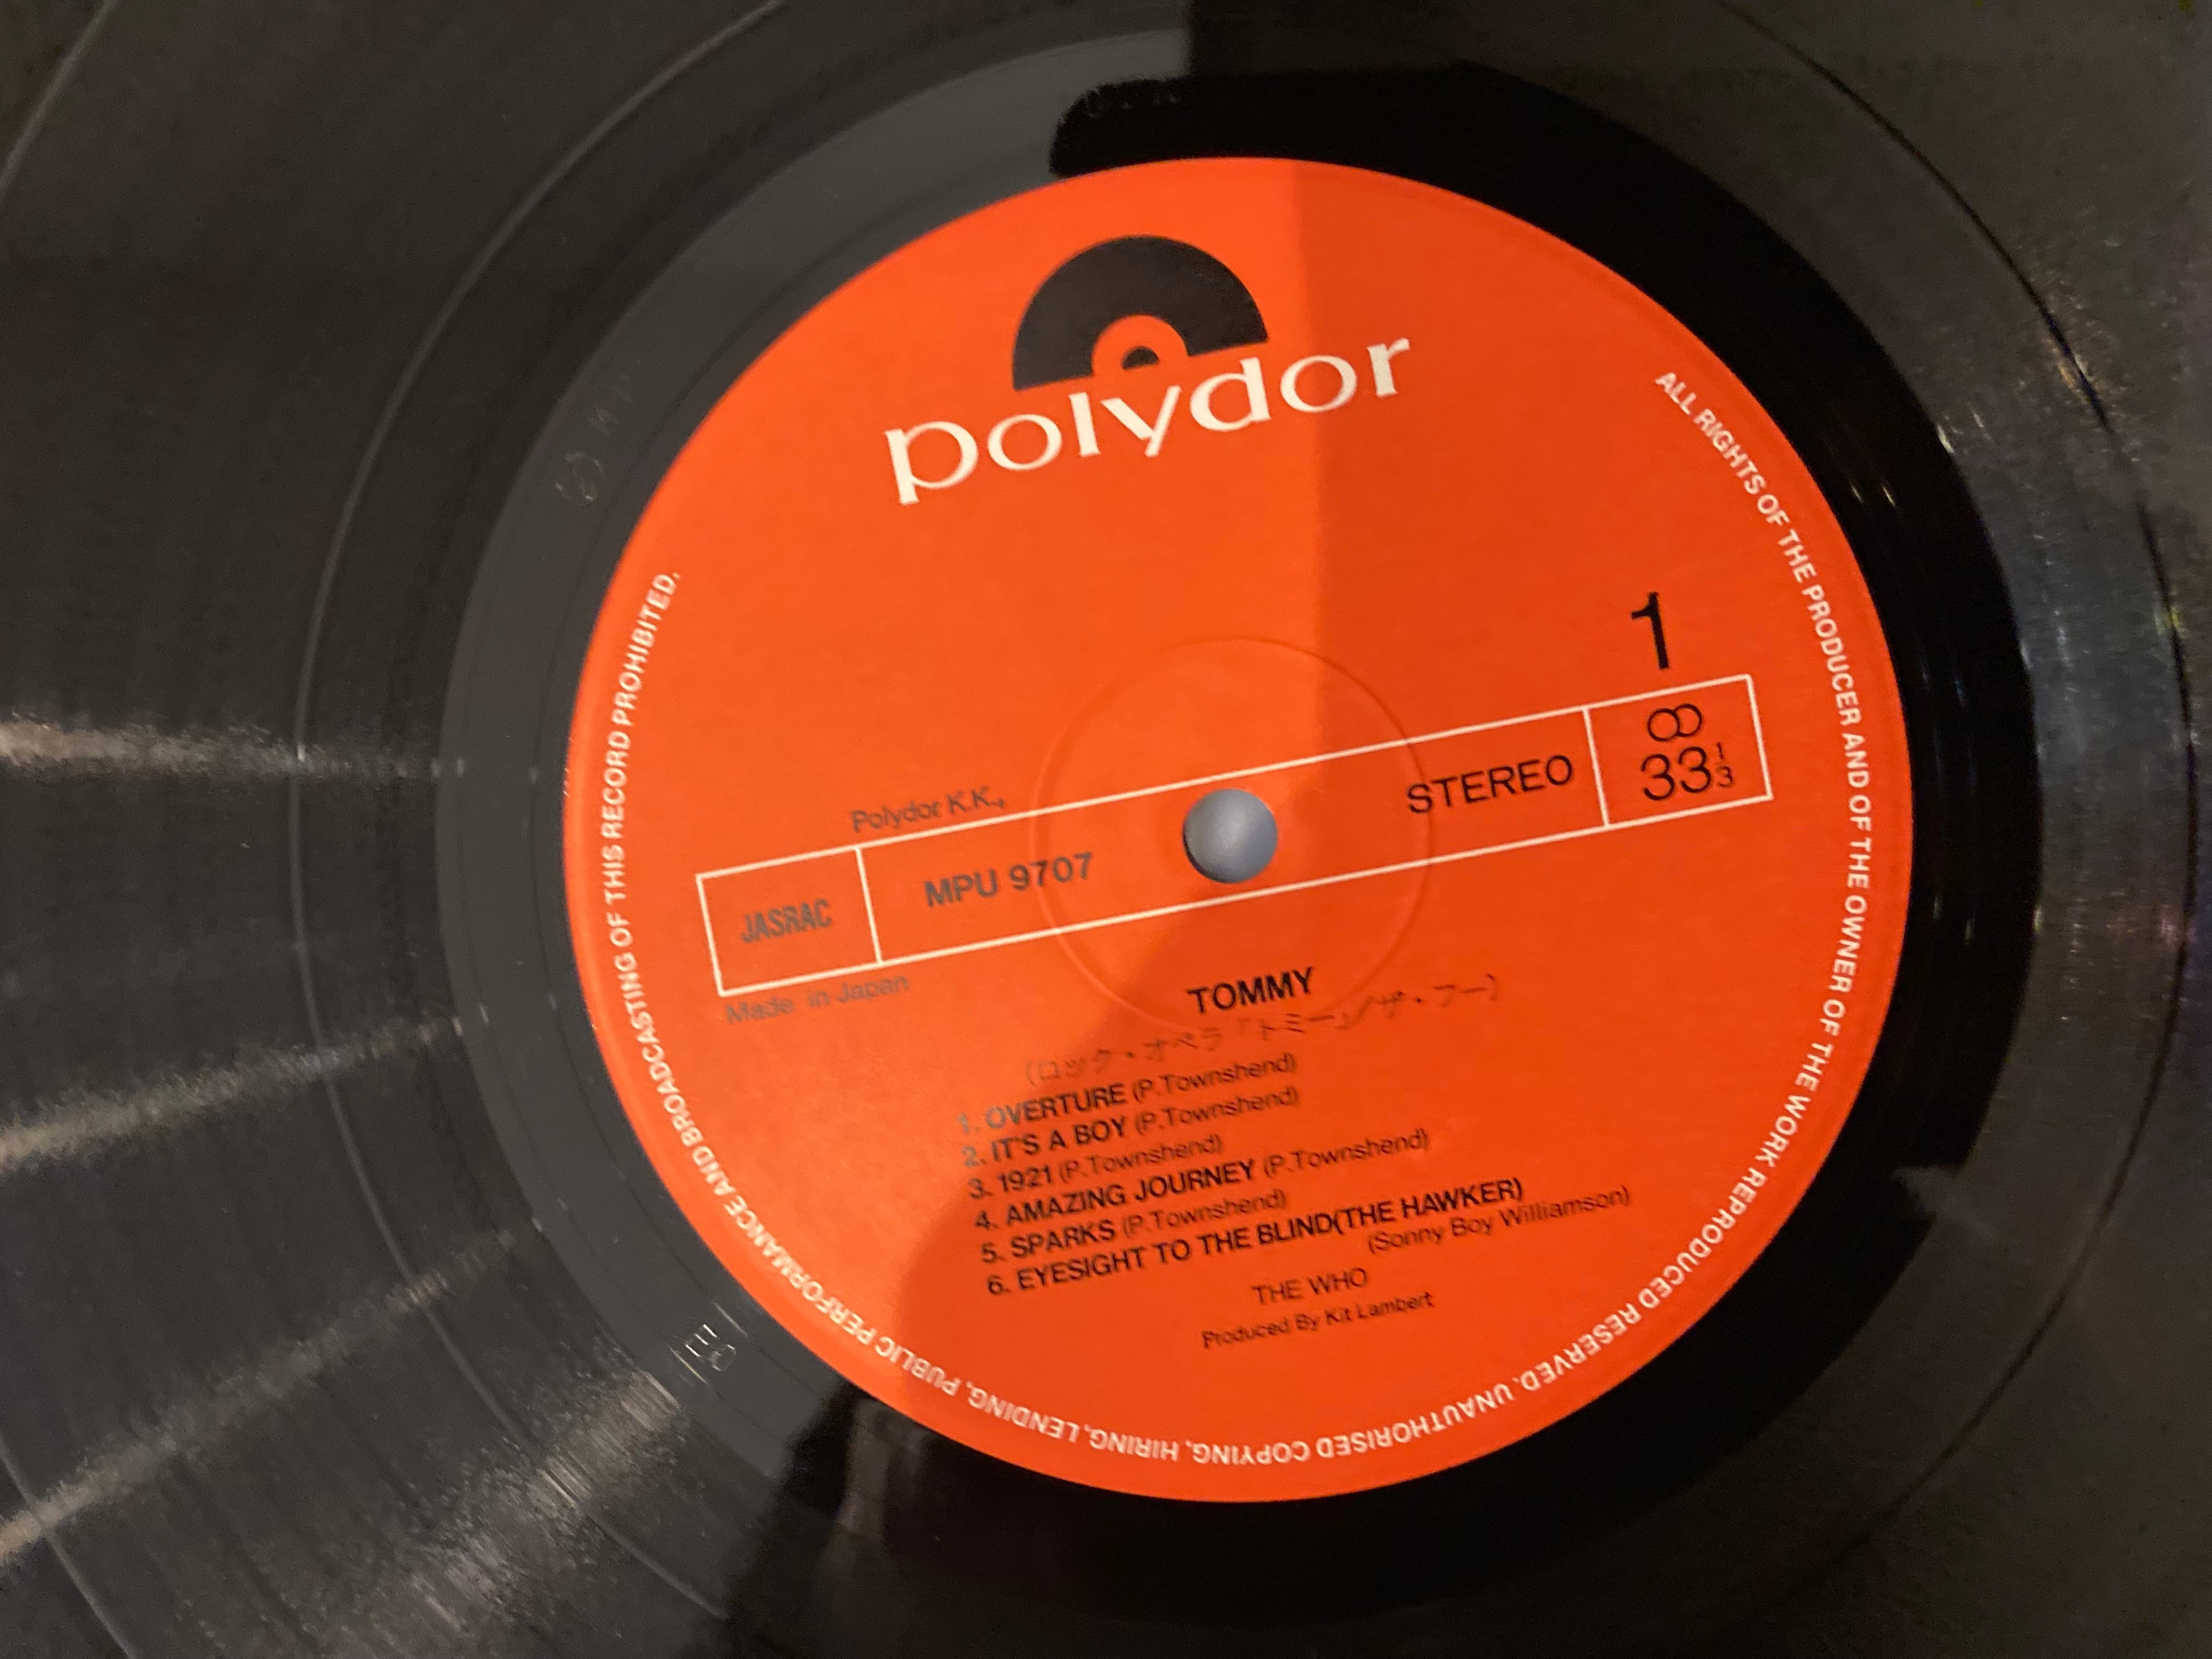 polydor
1
Polydor K.K.,
JASRAC
MPU 9707
STEREO
33 1/3
Made in Japan
TOMMY
(ロック・オペラ「トミー」/ザ・フー)
1. OVERTURE (P.Townshend)
2. IT'S A BOY (P.Townshend)
3. 1921 (P.Townshend)
4. AMAZING JOURNEY (P.Townshend)
5. SPARKS (P.Townshend)
6. EYESIGHT TO THE BLIND(THE HAWKER)
(Sonny Boy Williamson)
THE WHO
Produced By Kit Lambert
ALL RIGHTS OF THE PRODUCER AND OF THE OWNER OF THE WORK REPRODUCED RESERVED. UNAUTHORISED COPYING, HIRING, LENDING, PUBLIC PERFORMANCE AND BROADCASTING OF THIS RECORD PROHIBITED.